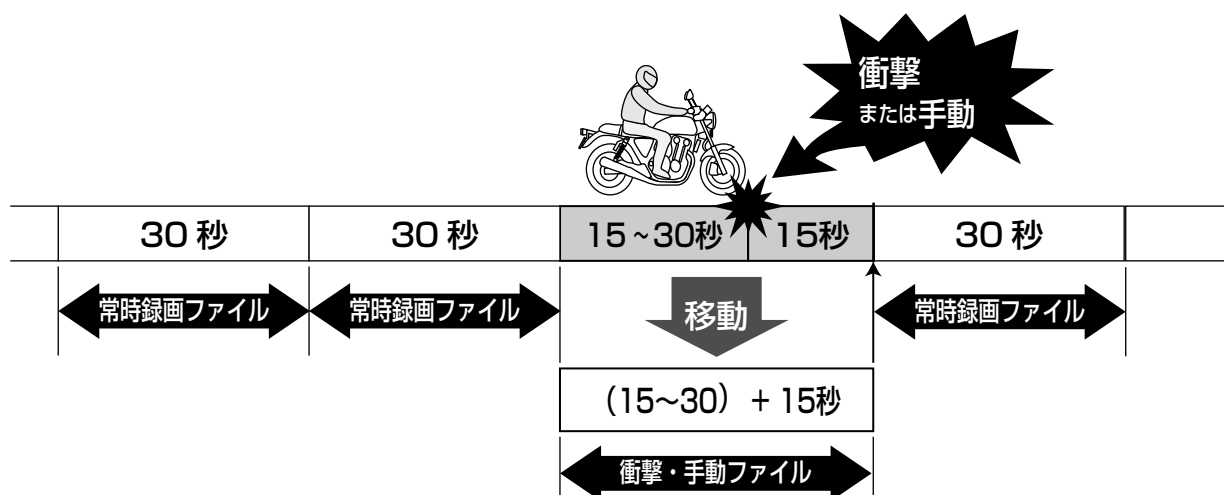 衝撃
または手動
30 秒
30 秒
15～30秒
15秒
30 秒
常時録画ファイル
常時録画ファイル
移動
常時録画ファイル
（15～30）＋15秒
衝撃・手動ファイル